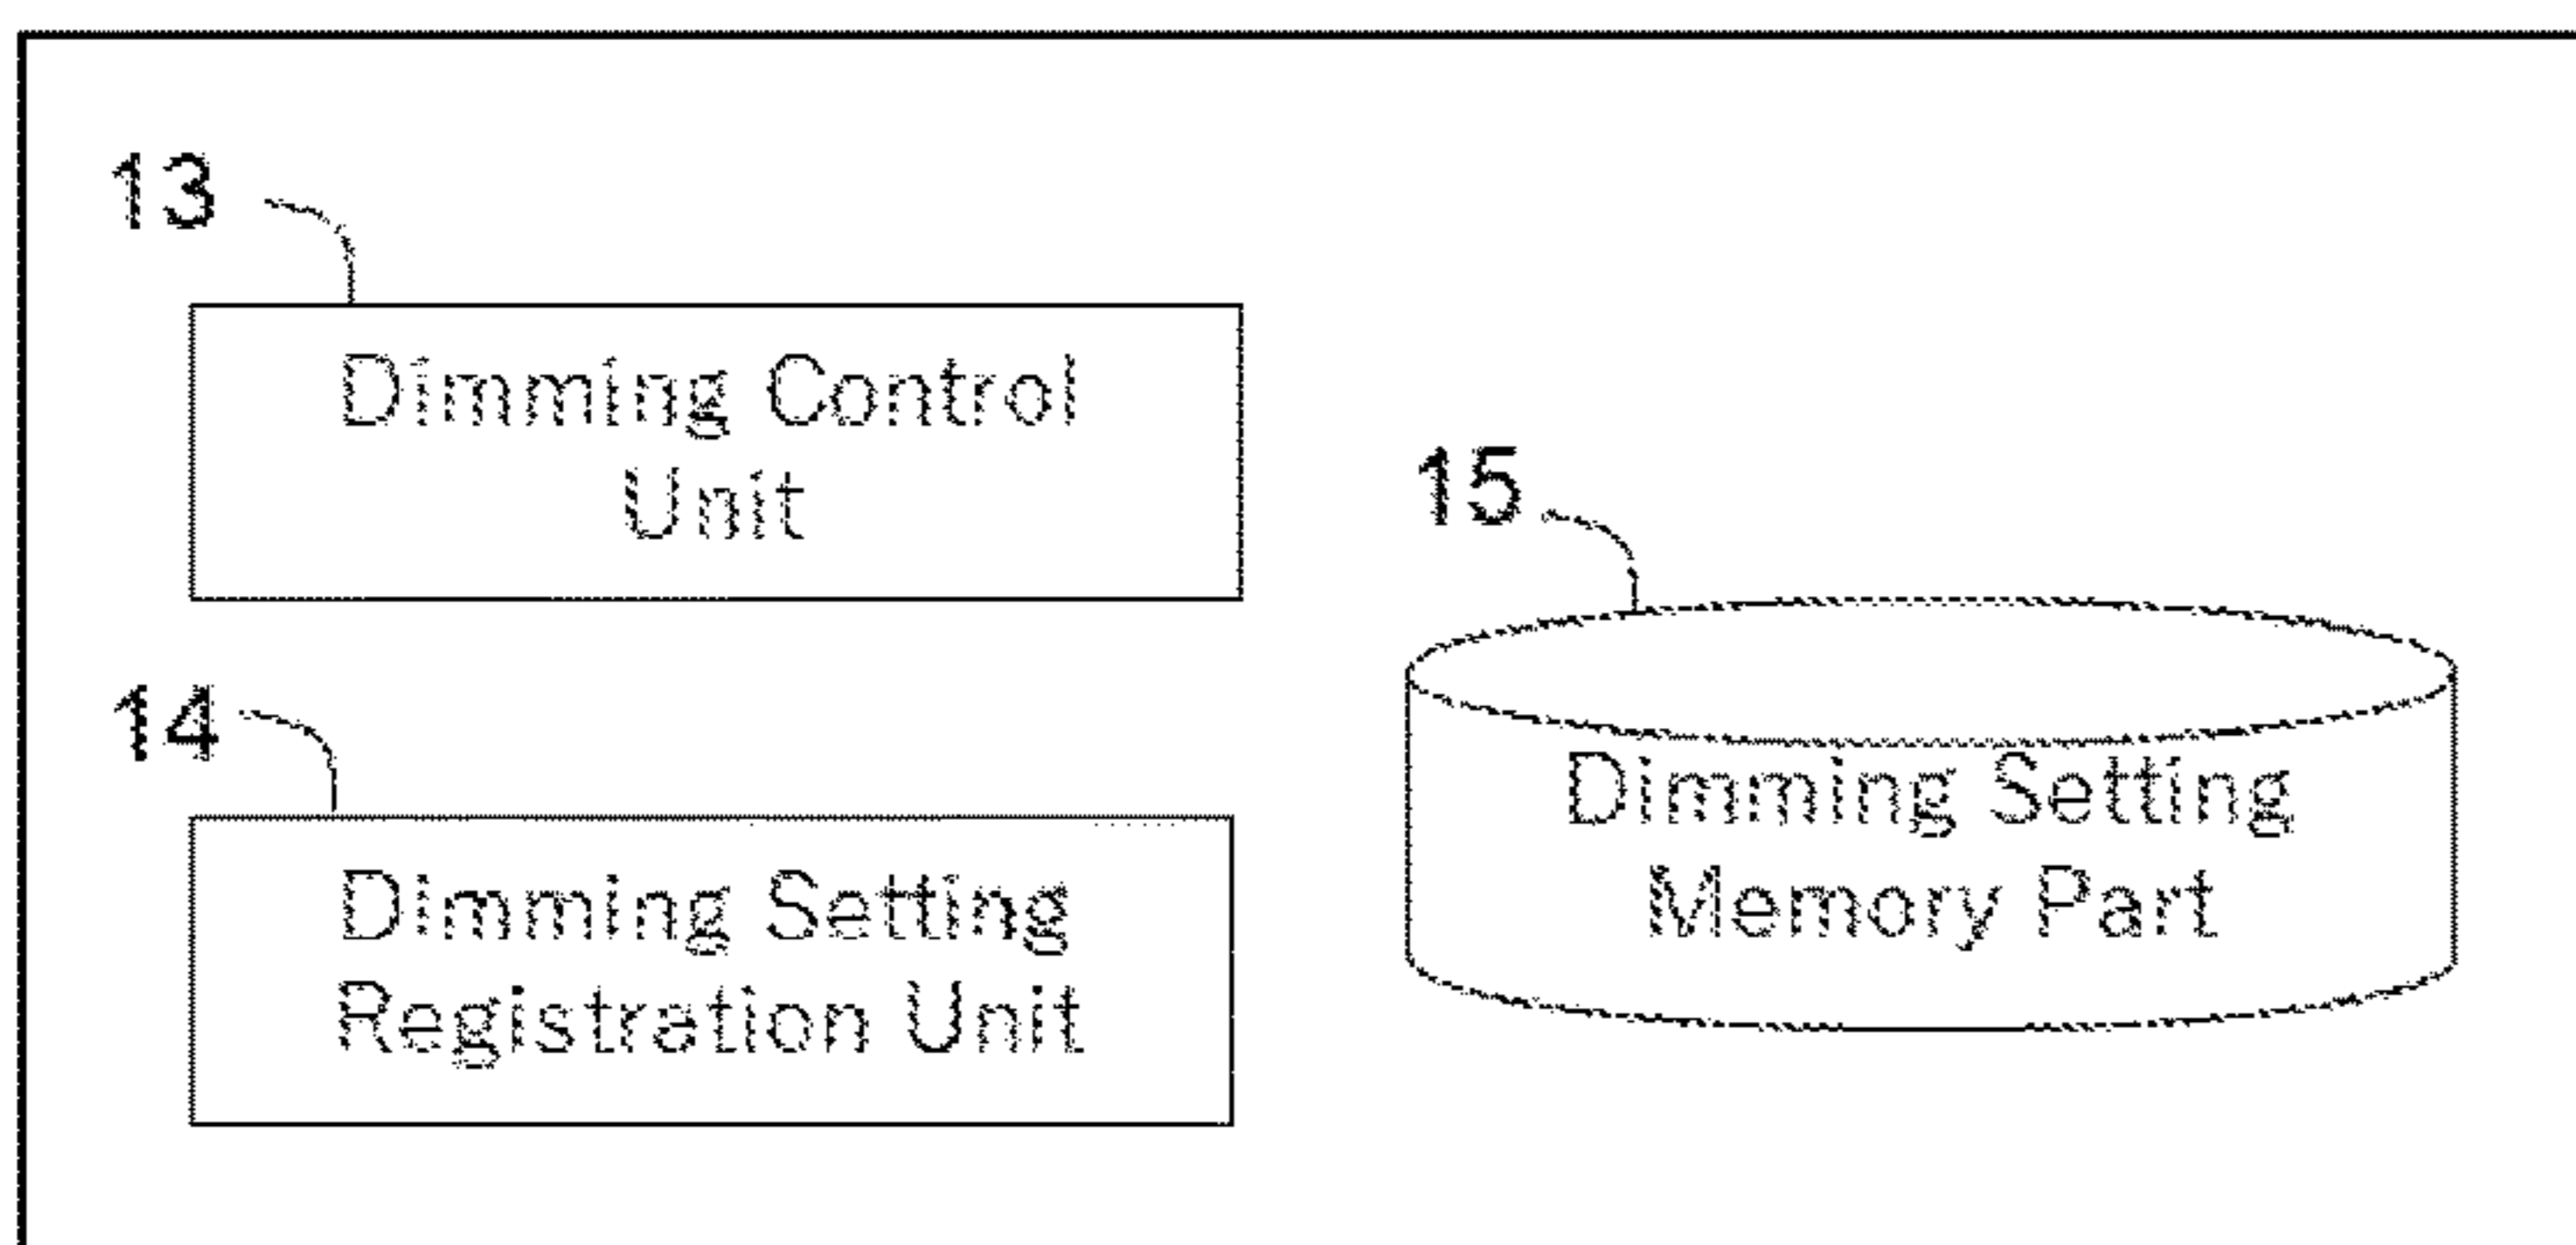 13
Dimming Control
Unit
14
Dimming Setting
Registration Unit
15
Dimming Setting
Memory Part